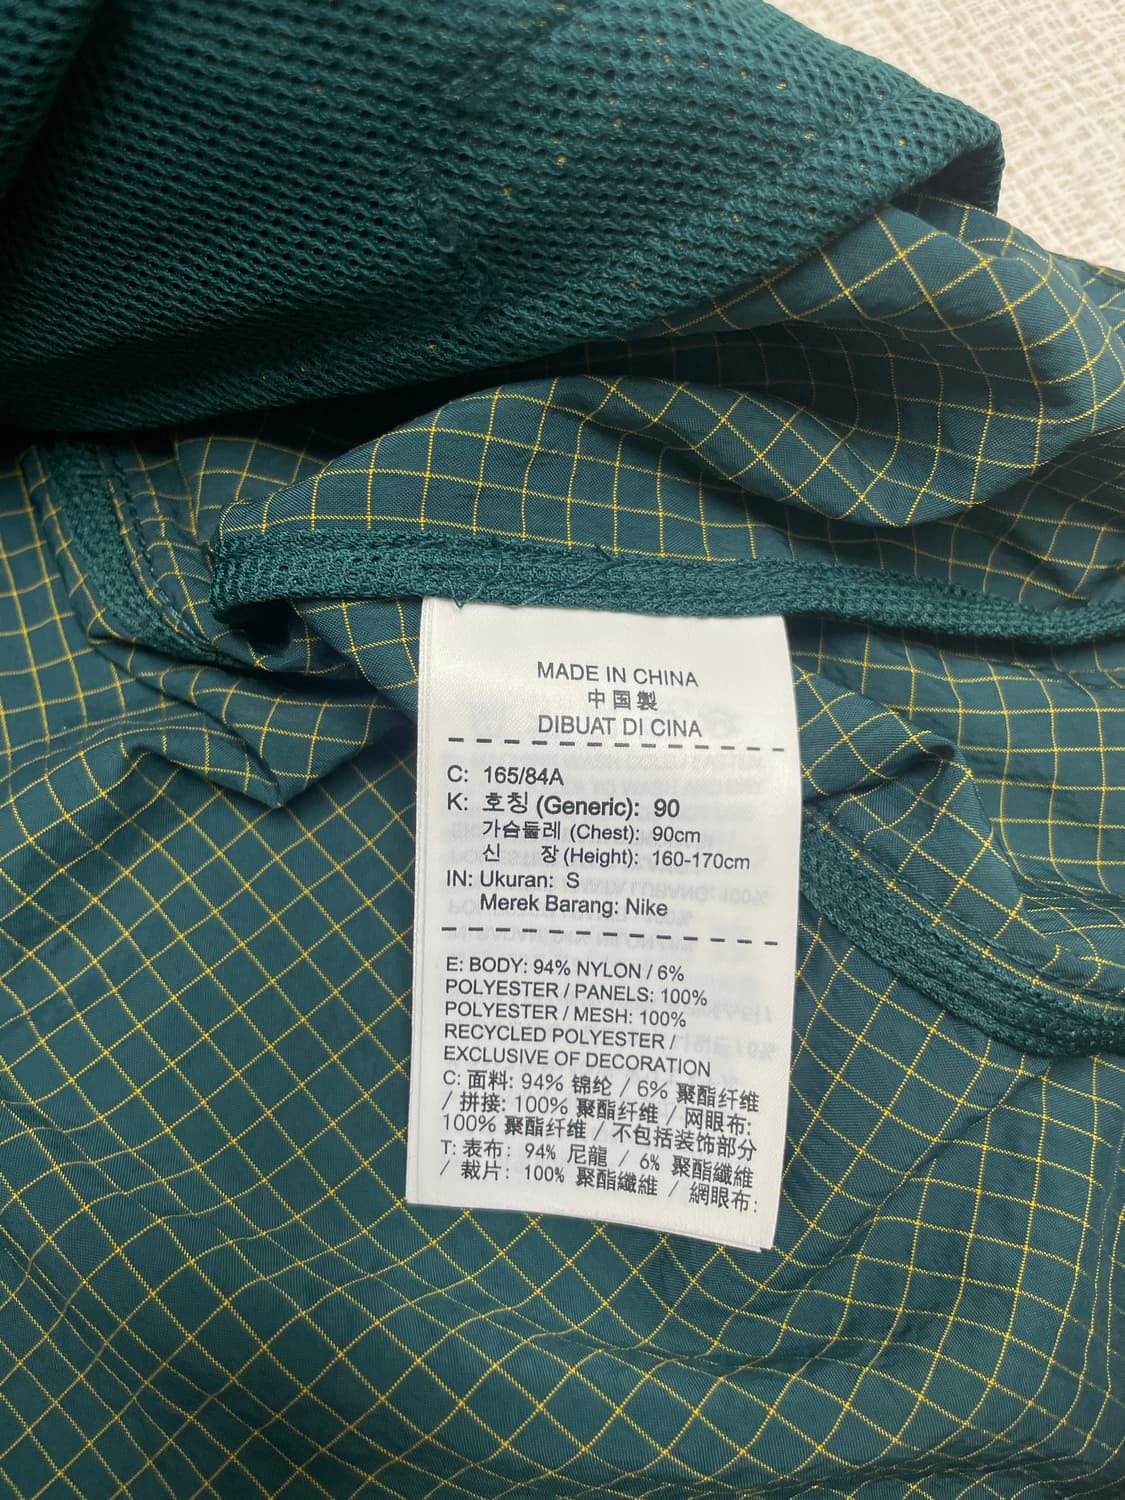 MADE IN CHINA
中国製
DIBUAT DI CINA
C: 165/84A
K: 호칭 (Generic): 90
가슴둘레 (Chest): 90cm
신 장 (Height): 160-170cm
IN: Ukuran: S
Merek Barang: Nike
E: BODY: 94% NYLON / 6%
POLYESTER / PANELS: 100%
POLYESTER / MESH: 100%
RECYCLED POLYESTER /
EXCLUSIVE OF DECORATION
C: 面料: 94% 锦纶 / 6% 聚酯纤维
/ 拼接: 100% 聚酯纤维 / 网眼布:
100% 聚酯纤维 / 不包括装饰部分
T: 表布: 94% 尼龍 / 6% 聚酯纖維
/ 裁片: 100% 聚酯纖維 / 網眼布: